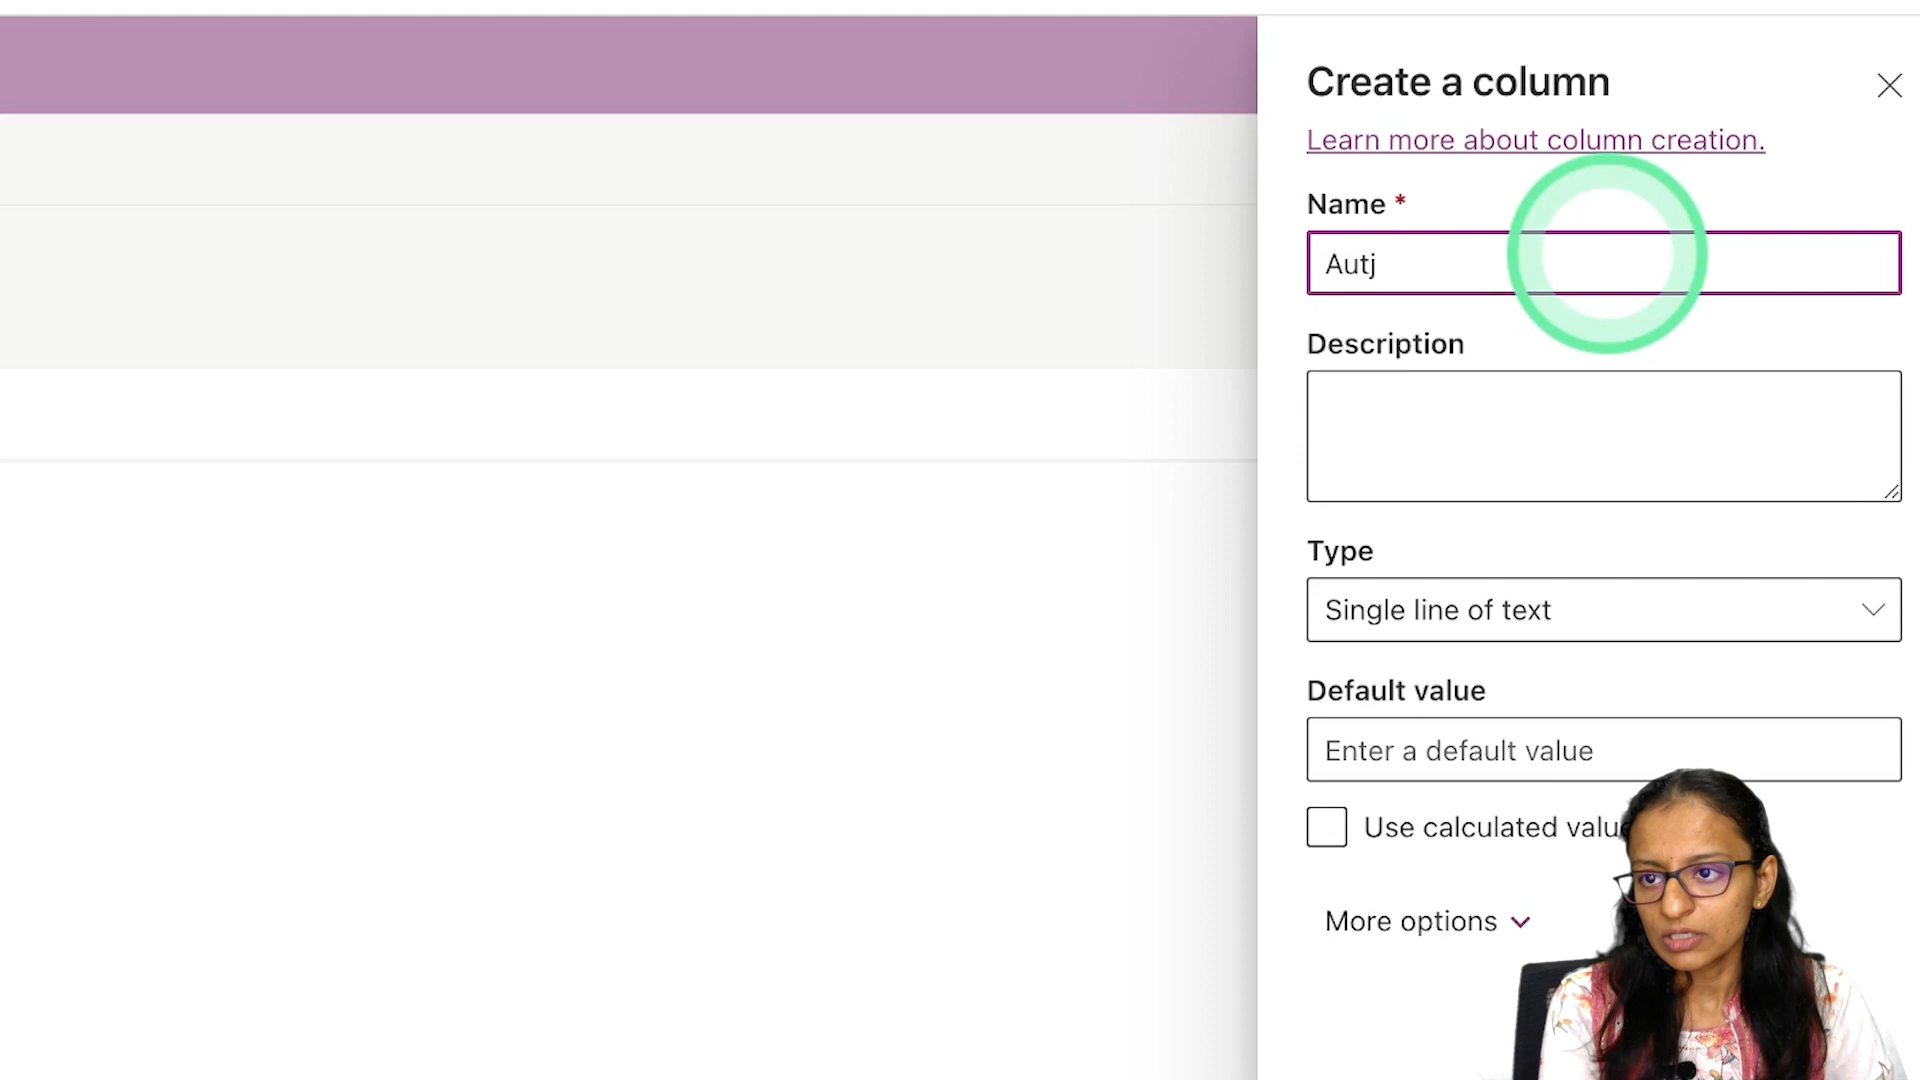 Create a column
Learn more about column creation.
Name *
Autj
Description
Type
Single line of text
Default value
Enter a default value
Use calculated
More options